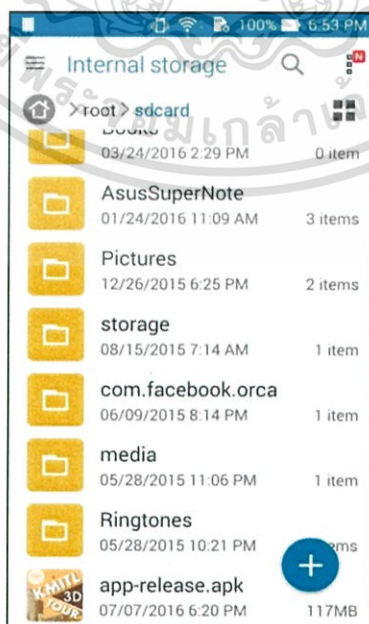 100% 6:53 PM
Internal storage
N
> root > sdcard
Books
03/24/2016 2:29 PM 0 item
AsusSuperNote
01/24/2016 11:09 AM 3 items
Pictures
12/26/2015 6:25 PM 2 items
storage
08/15/2015 7:14 AM 1 item
com.facebook.orca
06/09/2015 8:14 PM 1 item
media
05/28/2015 11:06 PM 1 item
Ringtones
05/28/2015 10:21 PM ems
+
KMITL
3D
TOUR
app-release.apk
07/07/2016 6:20 PM 117MB